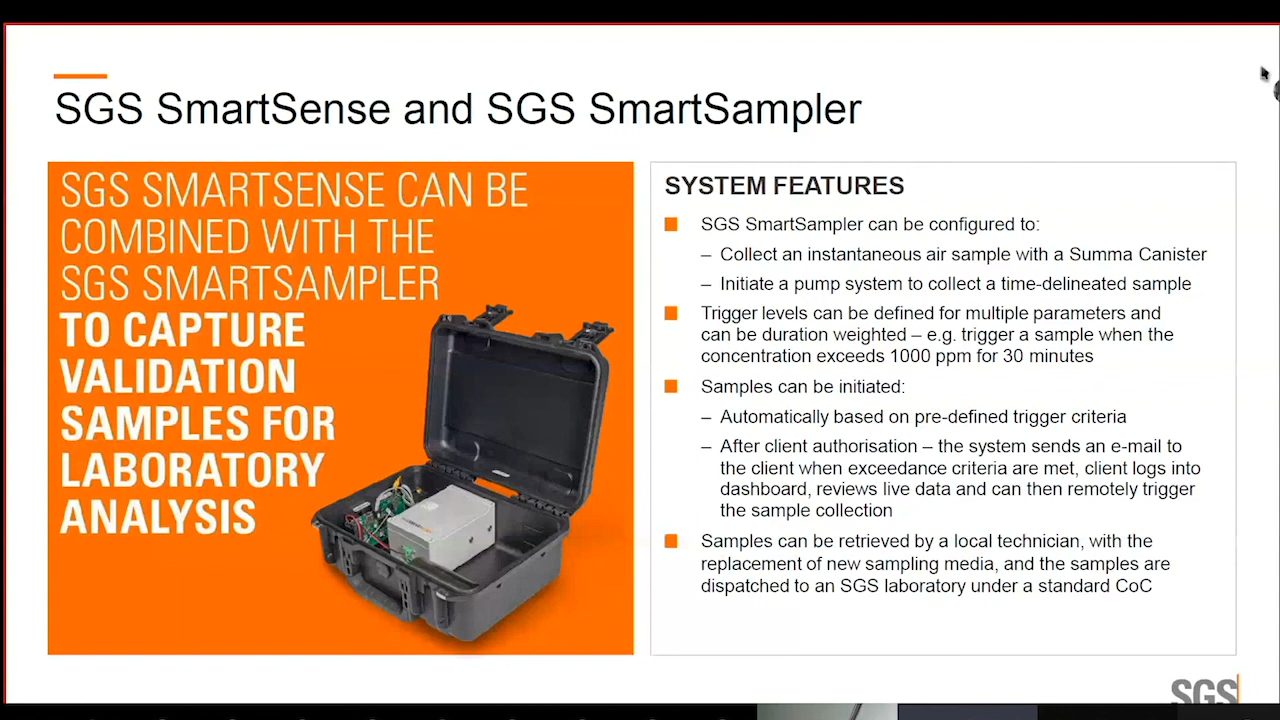 SGS SmartSense and SGS SmartSampler
SGS SMARTSENSE CAN BE
COMBINED WITH THE
SGS SMARTSAMPLER
TO CAPTURE
VALIDATION
SAMPLES FOR
LABORATORY
ANALYSIS
SYSTEM FEATURES
SGS SmartSampler can be configured to:
– Collect an instantaneous air sample with a Summa Canister
– Initiate a pump system to collect a time-delineated sample
Trigger levels can be defined for multiple parameters and
can be duration weighted – e.g. trigger a sample when the
concentration exceeds 1000 ppm for 30 minutes
Samples can be initiated:
– Automatically based on pre-defined trigger criteria
– After client authorisation – the system sends an e-mail to
the client when exceedance criteria are met, client logs into
dashboard, reviews live data and can then remotely trigger
the sample collection
Samples can be retrieved by a local technician, with the
replacement of new sampling media, and the samples are
dispatched to an SGS laboratory under a standard CoC
SGS